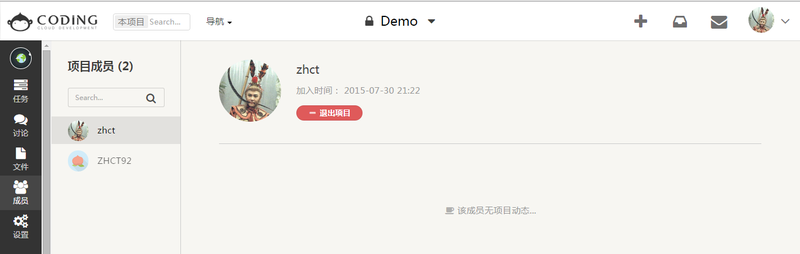 CODING
CLOUD DEVELOPMENT
本项目 Search...
导航
Demo
任务
讨论
文件
成员
设置
项目成员 (2)
Search...
zhct
ZHCT92
zhct
加入时间： 2015-07-30 21:22
退出项目
该成员无项目动态...